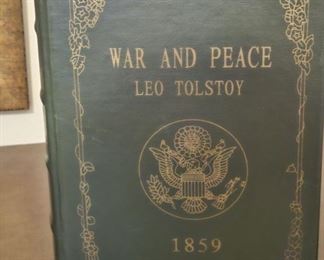 WAR AND PEACE
LEO TOLSTOY
1859